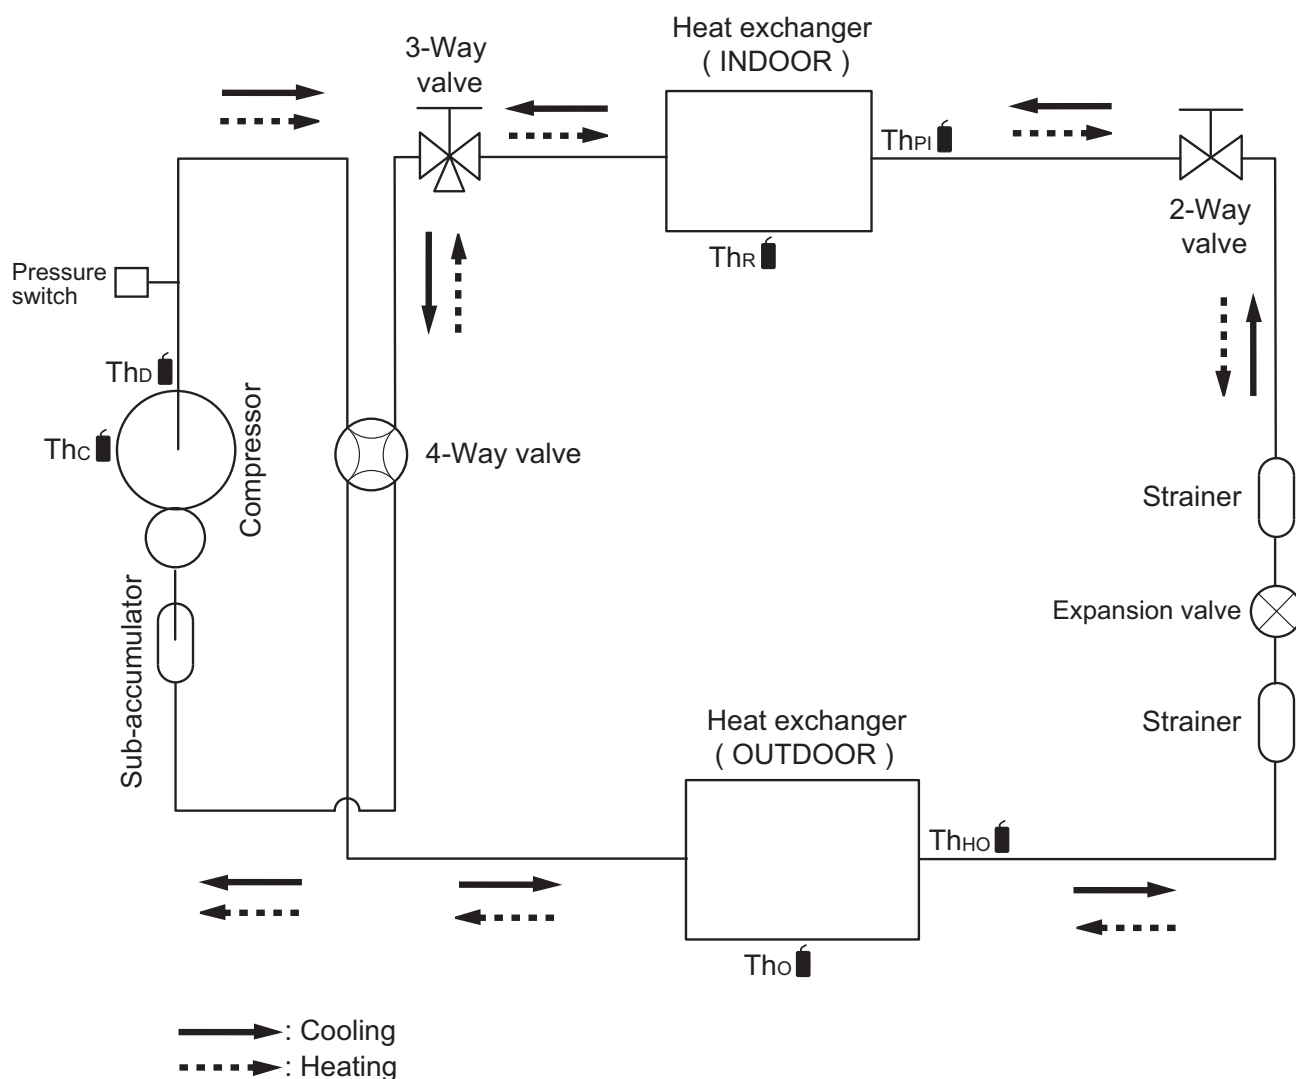 Heat exchanger
( INDOOR )
3-Way
valve
ThPI
2-Way
valve
ThR
Pressure
switch
ThD
ThC
Compressor
4-Way valve
Strainer
Expansion valve
Sub-accumulator
Strainer
Heat exchanger
( OUTDOOR )
ThHO
ThO
: Cooling
: Heating